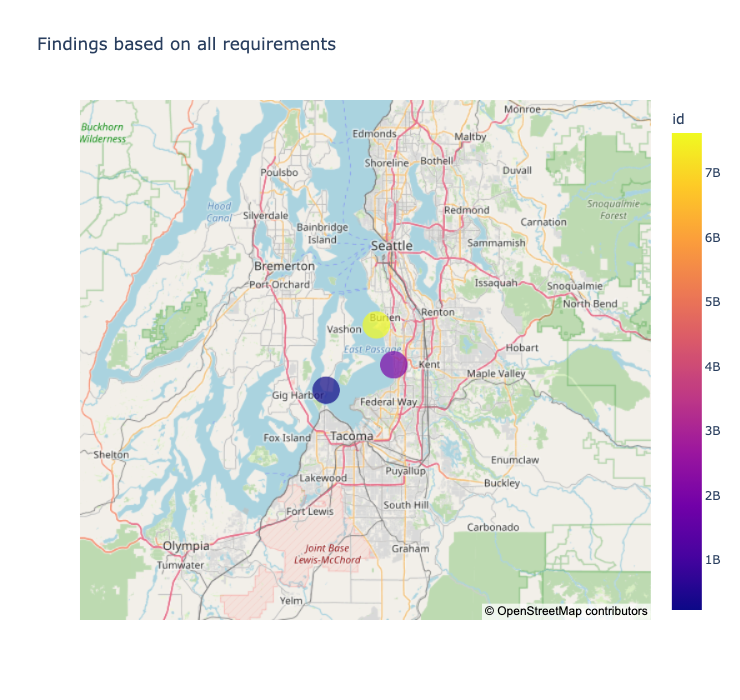 Findings based on all requirements
id
7B
6B
5B
4B
3B
2B
1B
Buckhorn
Wilderness
Monroe
Edmonds
Maltby
Shoreline
Bothell
Duvall
Poulsbo
Hood
Canal
Silverdale
Redmond
Snoqualmie
Forest
Bainbridge
Island
Carnation
Seattle
Sammamish
Bremerton
Port Orchard
Issaquah
Snoqualmie
North Bend
Renton
Burien
Vashon
East Passage
Hobart
Kent
Maple Valley
Gig Harbor
Federal Way
Fox Island
Tacoma
Shelton
Enumclaw
Puyallup
Lakewood
Buckley
Fort Lewis
South Hill
Carbonado
Olympia
Joint Base
Lewis-McChord
Graham
Tumwater
Yelm
© OpenStreetMap contributors